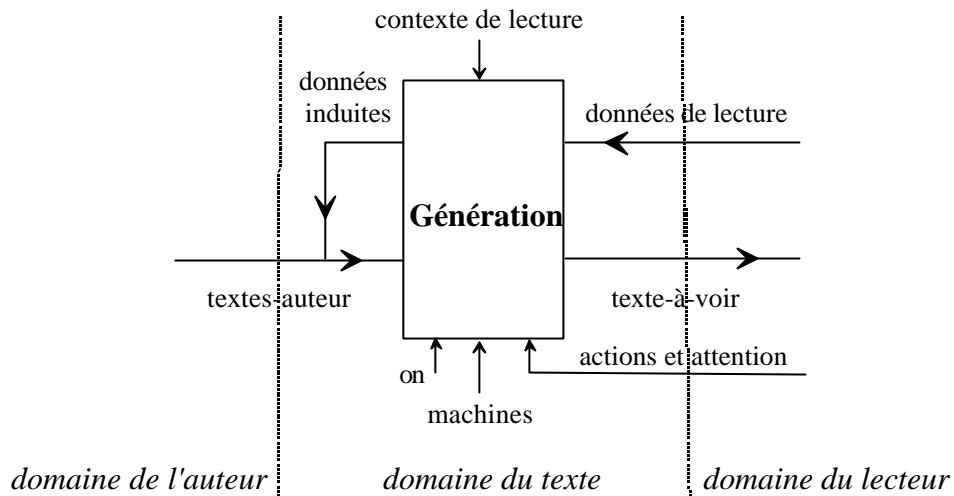 contexte de lecture
données
induites
données de lecture
Génération
textes-auteur
texte-à-voir
actions et attention
on
machines
domaine de l'auteur
domaine du texte
domaine du lecteur